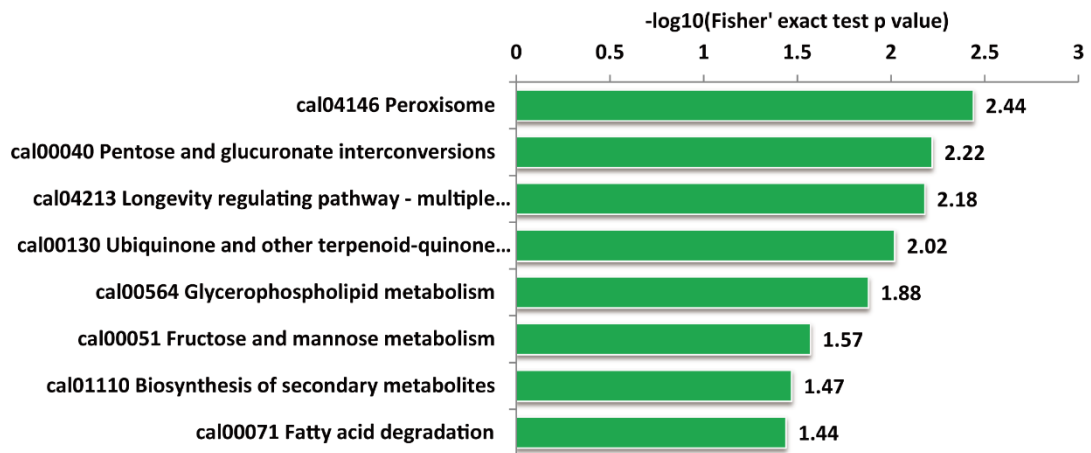 -log10(Fisher' exact test p value)
0 0.5 1 1.5 2 2.5 3
cal04146 Peroxisome 2.44
cal00040 Pentose and glucuronate interconversions 2.22
cal04213 Longevity regulating pathway - multiple... 2.18
cal00130 Ubiquinone and other terpenoid-quinone... 2.02
cal00564 Glycerophospholipid metabolism 1.88
cal00051 Fructose and mannose metabolism 1.57
cal01110 Biosynthesis of secondary metabolites 1.47
cal00071 Fatty acid degradation 1.44